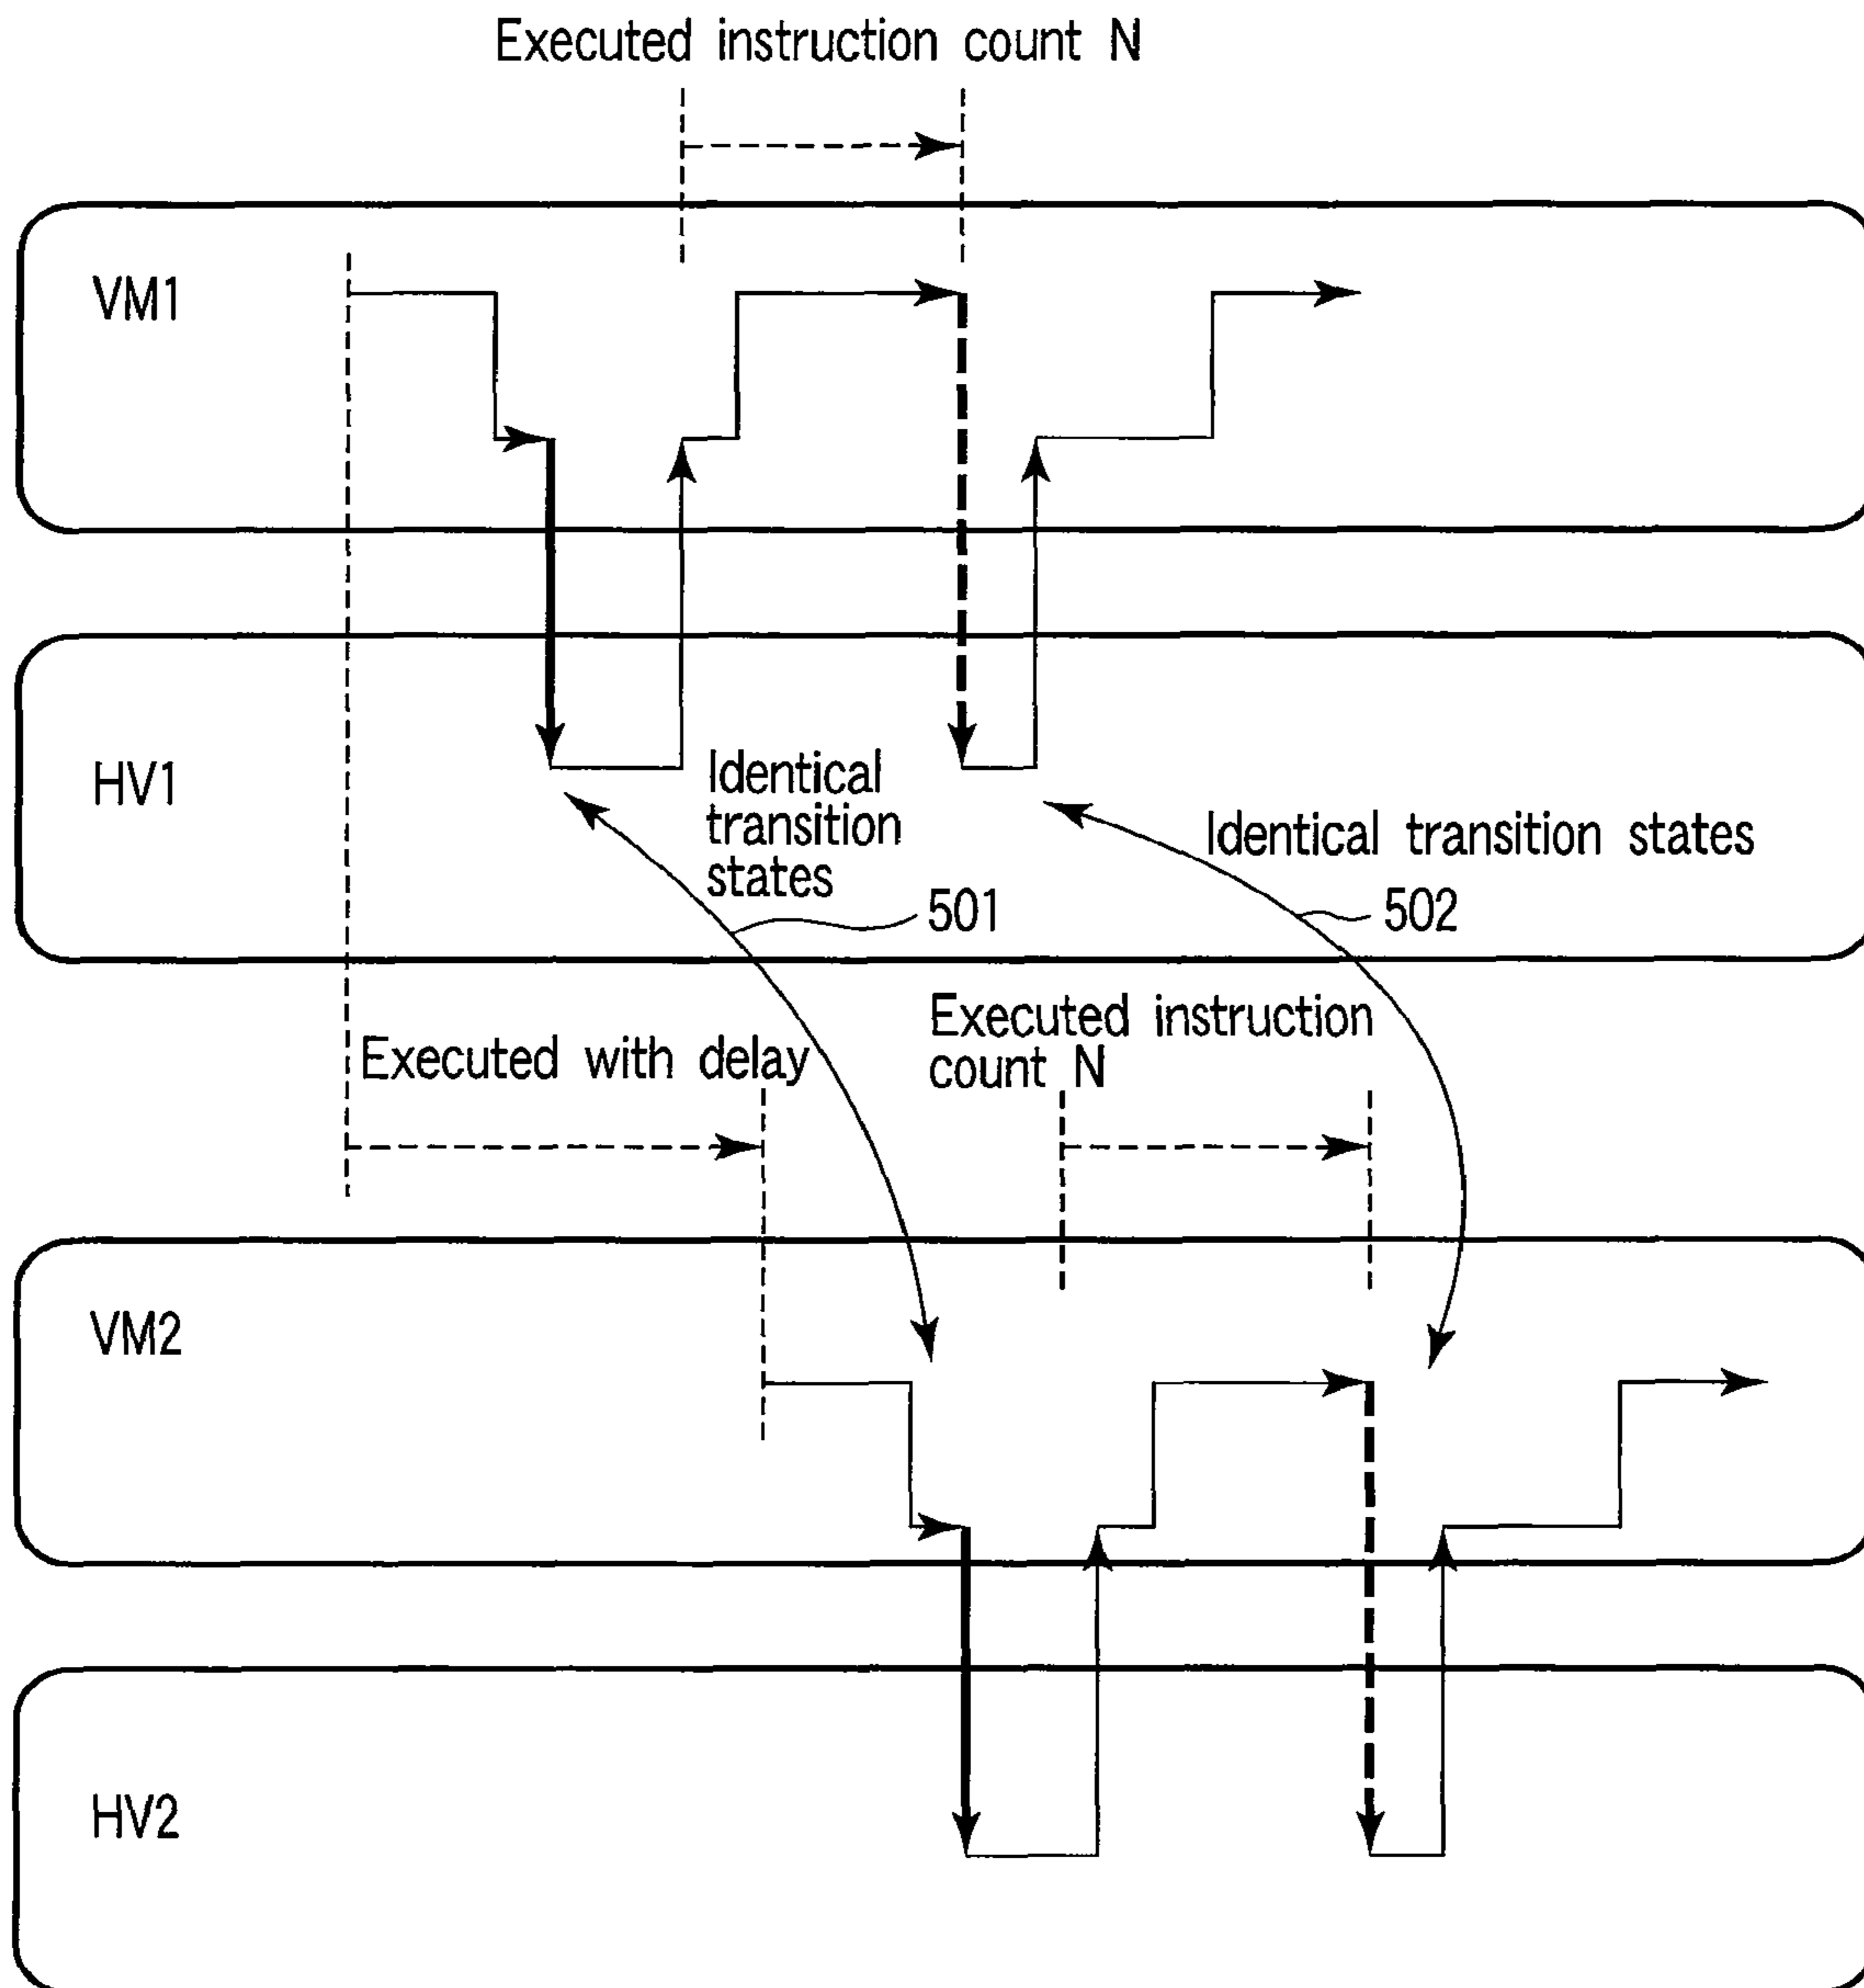 Executed instruction count N
VM1
HV1
Identical
transition
states
501
Identical transition states
502
Executed with delay
Executed instruction
count N
VM2
HV2